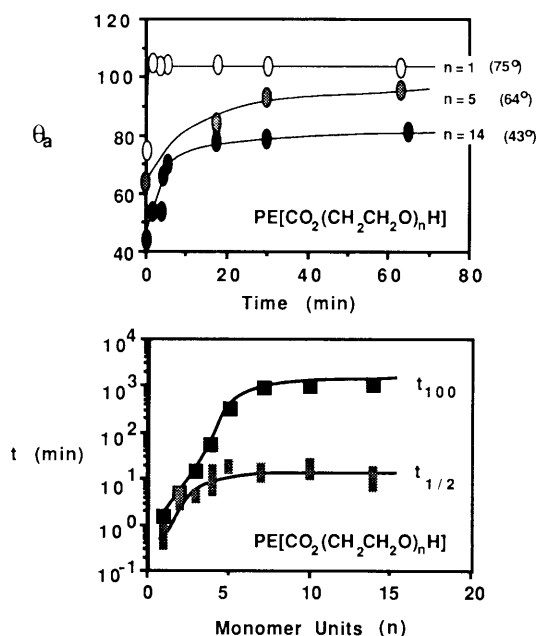 120
100
80
60
40
θa
n = 1 (75°)
n = 5 (64°)
n = 14 (43°)
PE[CO2(CH2CH2O)nH]
0 20 40 60 80
Time (min)
10^4
10^3
10^2
10^1
10^0
10^-1
t (min)
t100
t1/2
PE[CO2(CH2CH2O)nH]
0 5 10 15 20
Monomer Units (n)